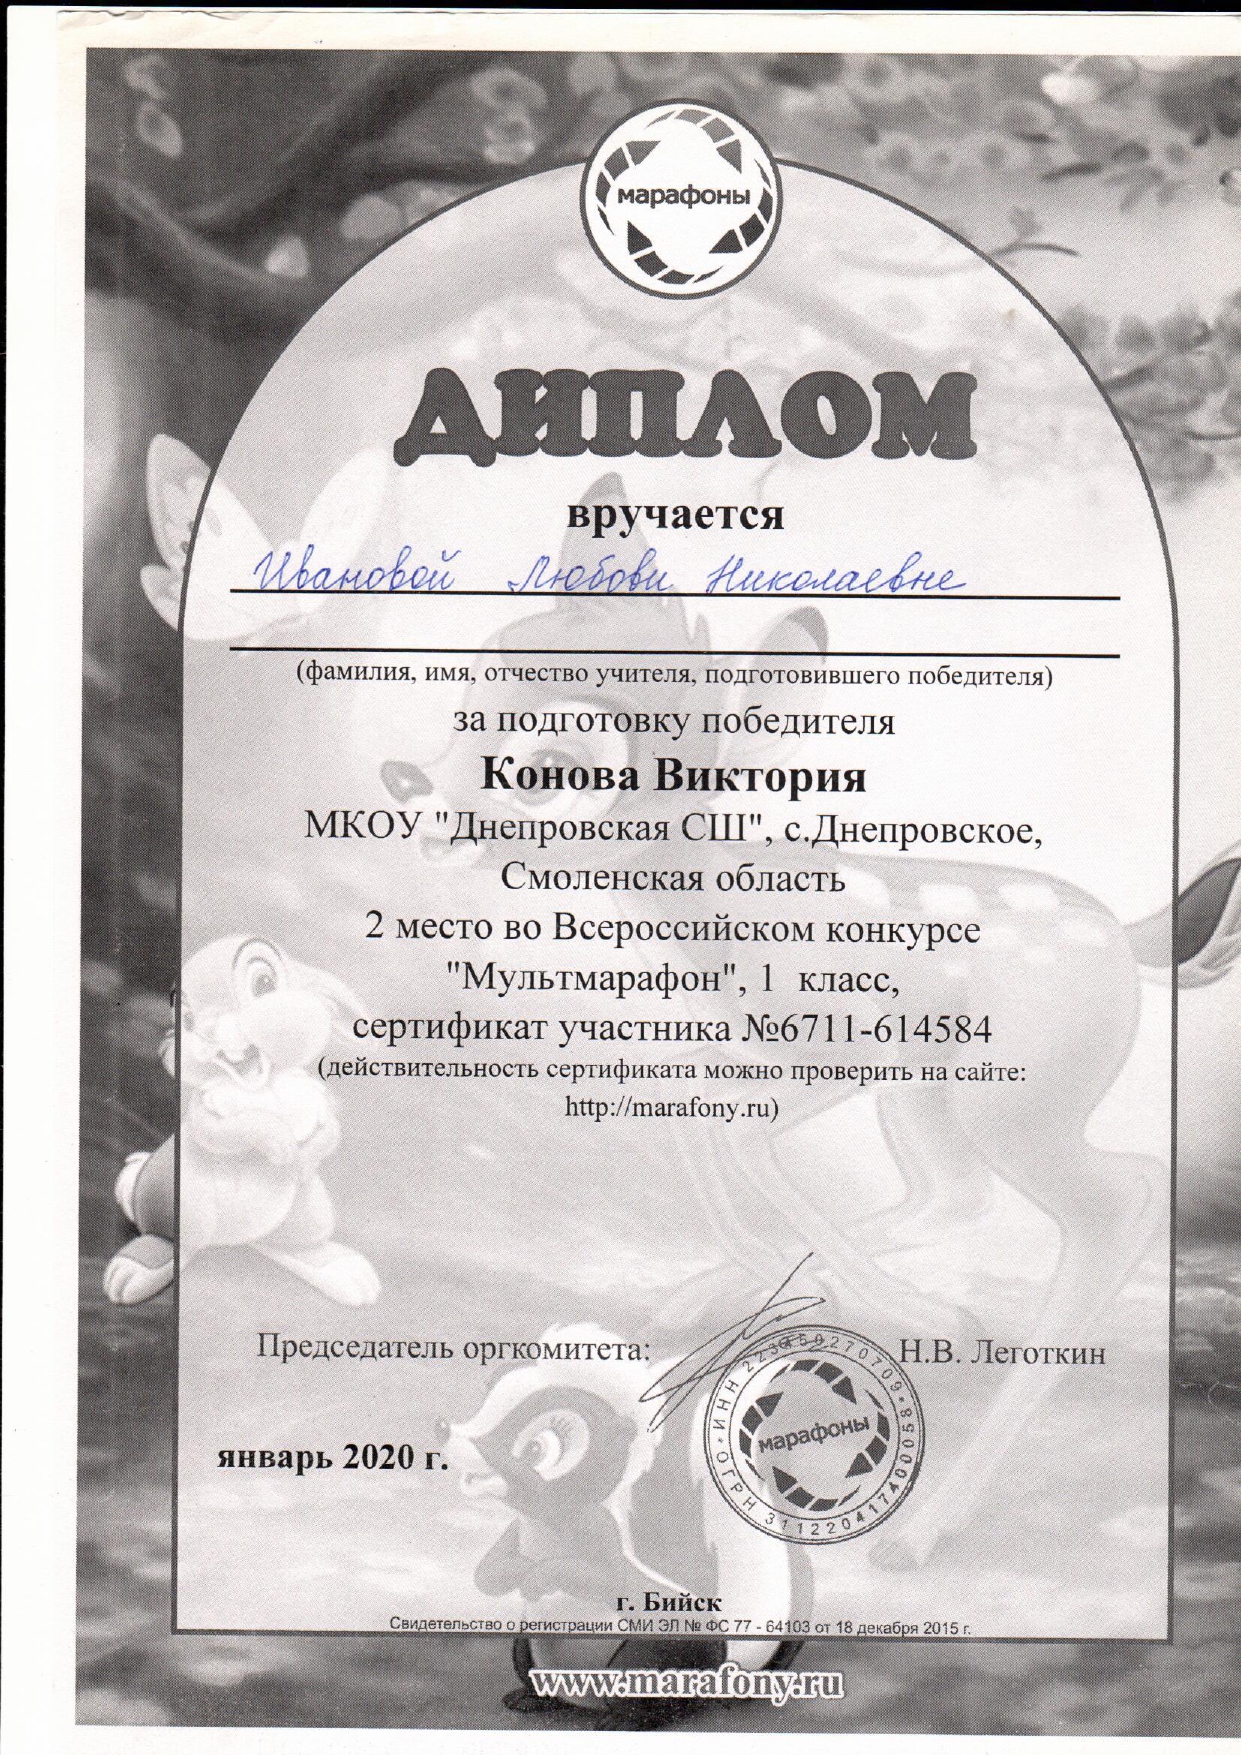 марафоны
ДИПЛОМ
вручается
Ивановой Любови Николаевне
(фамилия, имя, отчество учителя, подготовившего победителя)
за подготовку победителя
Конова Виктория
МКОУ "Днепровская СШ", с.Днепровское,
Смоленская область
2 место во Всероссийском конкурсе
"Мультмарафон", 1 класс,
сертификат участника №6711-614584
(действительность сертификата можно проверить на сайте:
http://marafony.ru)
Председатель оргкомитета:
Н.В. Леготкин
марафоны
ИНН
ОГРН 311220417400058
январь 2020 г.
г. Бийск
Свидетельство о регистрации СМИ ЭЛ № ФС 77 - 64103 от 18 декабря 2015 г.
www.marafony.ru